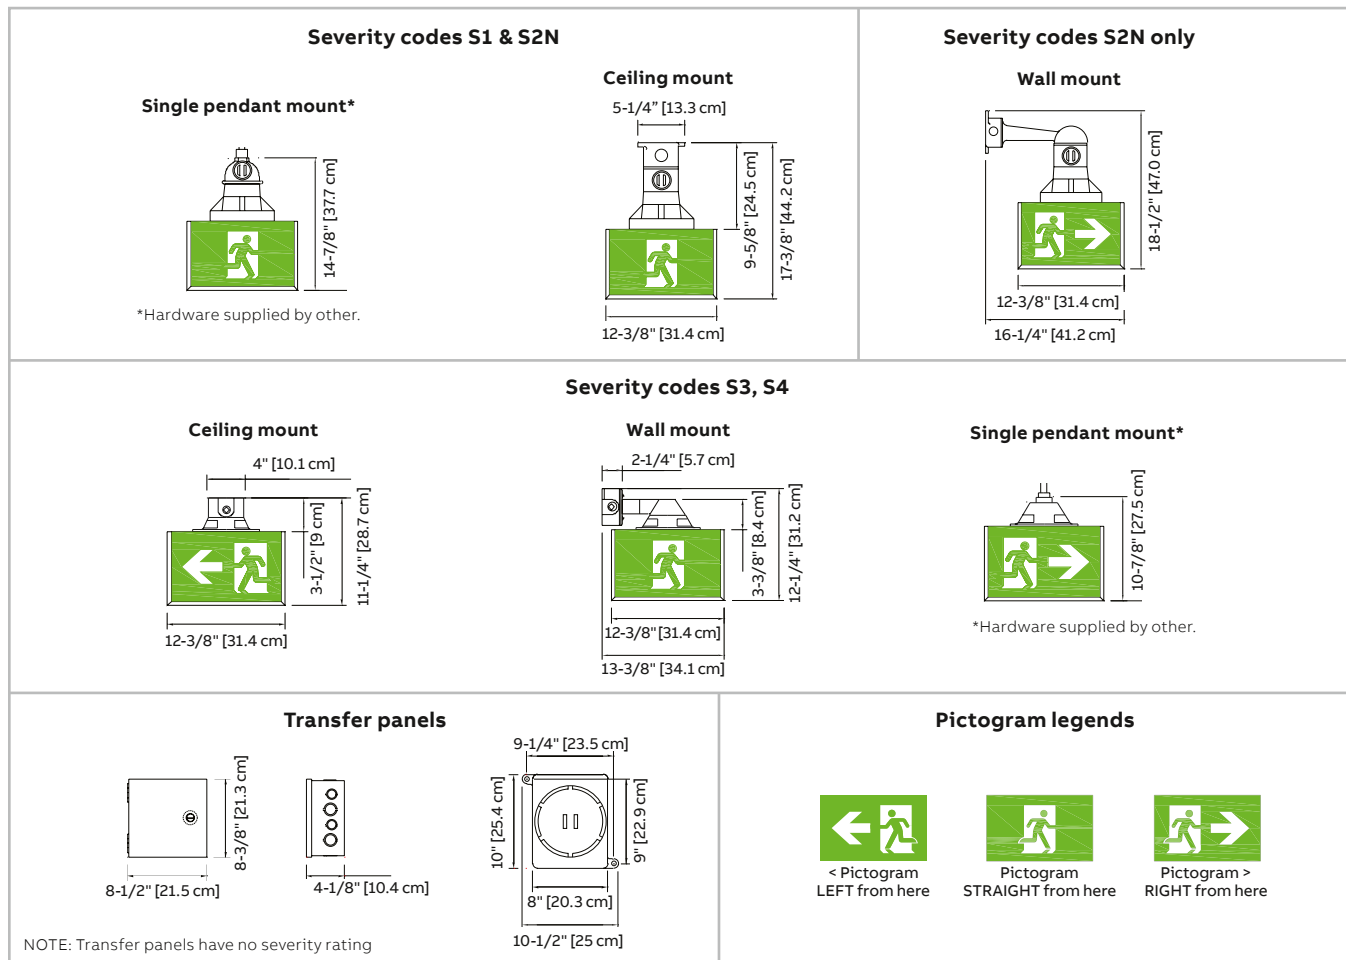 Severity codes S1 & S2N
Single pendant mount*
14-7/8" [37.7 cm]
*Hardware supplied by other.
Ceiling mount
5-1/4” [13.3 cm]
9-5/8" [24.5 cm]
17-3/8" [44.2 cm]
12-3/8" [31.4 cm]
Severity codes S2N only
Wall mount
18-1/2" [47.0 cm]
12-3/8" [31.4 cm]
16-1/4" [41.2 cm]
Severity codes S3, S4
Ceiling mount
4" [10.1 cm]
3-1/2" [9 cm]
11-1/4" [28.7 cm]
12-3/8" [31.4 cm]
Wall mount
2-1/4" [5.7 cm]
3-3/8" [8.4 cm]
12-1/4" [31.2 cm]
12-3/8" [31.4 cm]
13-3/8" [34.1 cm]
Single pendant mount*
10-7/8" [27.5 cm]
*Hardware supplied by other.
Transfer panels
8-3/8" [21.3 cm]
8-1/2" [21.5 cm]
4-1/8" [10.4 cm]
9-1/4" [23.5 cm]
10" [25.4 cm]
9" [22.9 cm]
8" [20.3 cm]
10-1/2" [25 cm]
NOTE: Transfer panels have no severity rating
Pictogram legends
< Pictogram
LEFT from here
Pictogram
STRAIGHT from here
Pictogram >
RIGHT from here